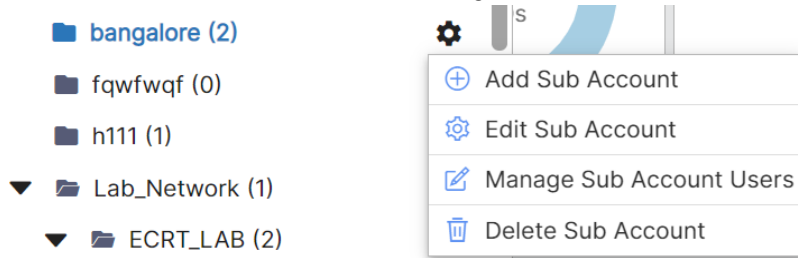 bangalore (2)
s
fqwfwqf (0)
h111 (1)
Lab_Network (1)
ECRT_LAB (2)
Add Sub Account
Edit Sub Account
Manage Sub Account Users
Delete Sub Account